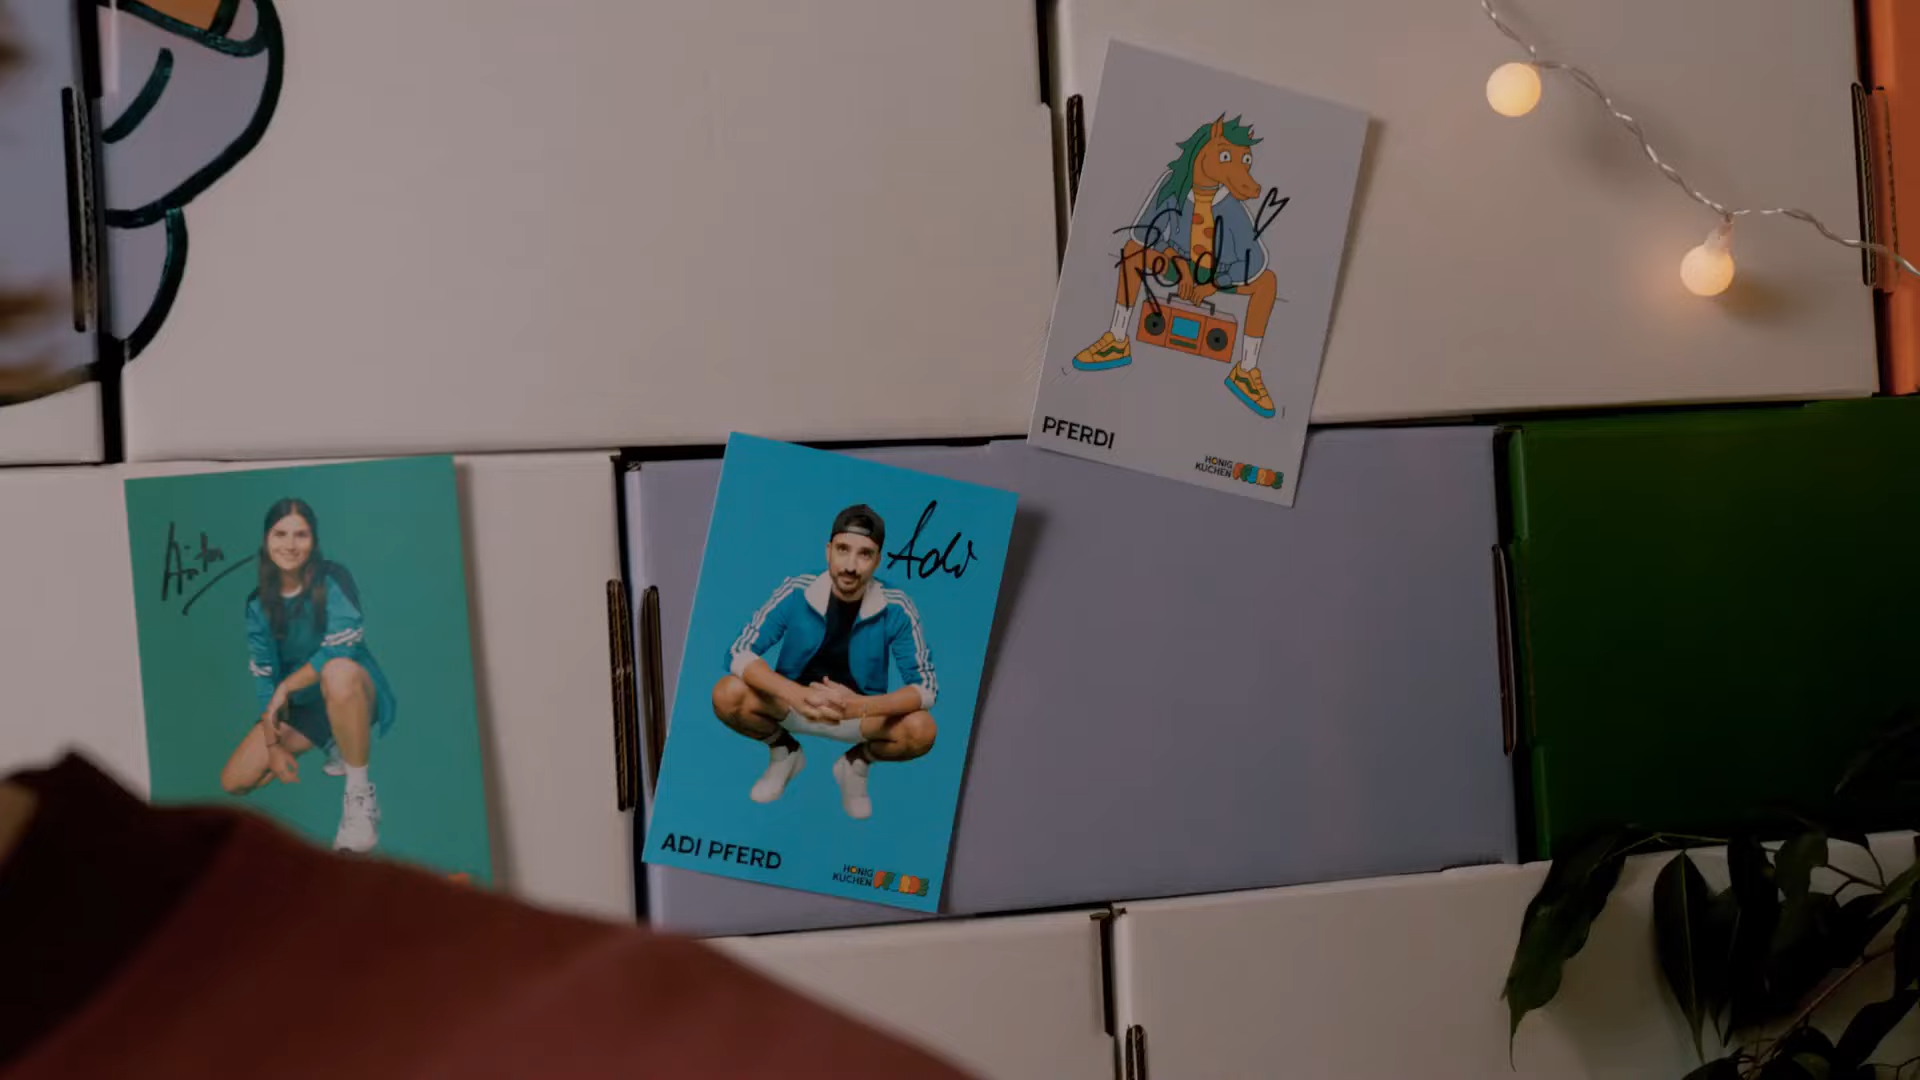 Pferdi
PFERDI
HONIG
KUCHEN PFERDE
Adi
ADI PFERD
HONIG
KUCHEN PFERDE